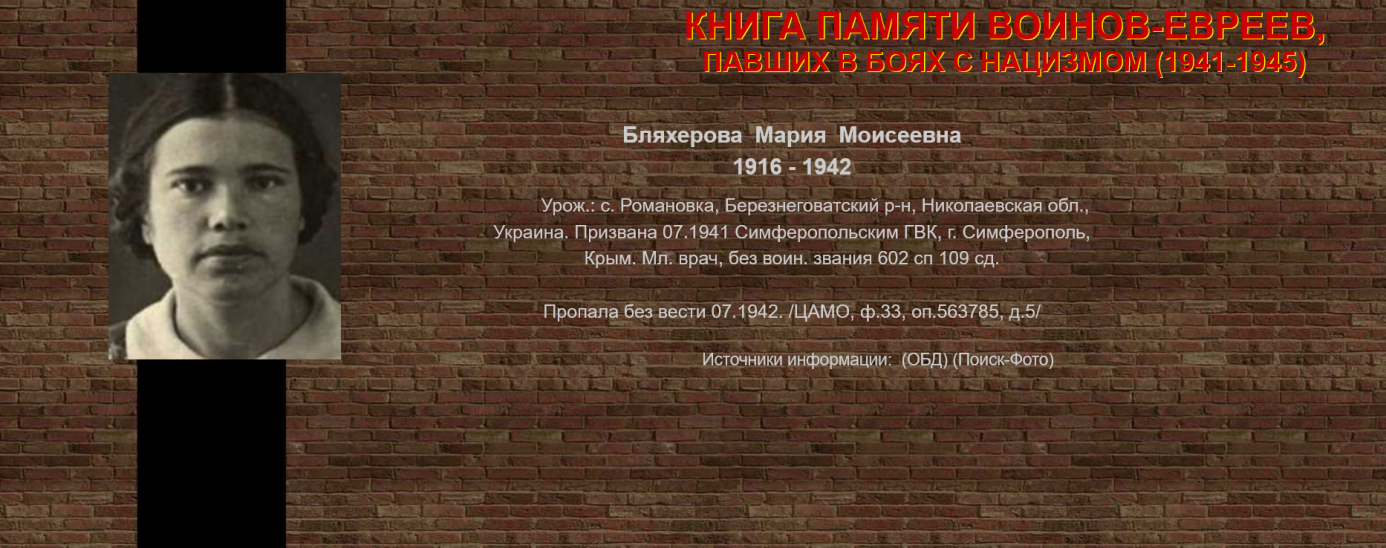 КНИГА ПАМЯТИ ВОИНОВ-ЕВРЕЕВ,
ПАВШИХ В БОЯХ С НАЦИЗМОМ (1941-1945)
Бляхерова Мария Моисеевна
1916 - 1942
Урож.: с. Романовка, Березнеговатский р-н, Николаевская обл.,
Украина. Призвана 07.1941 Симферопольским ГВК, г. Симферополь,
Крым. Мл. врач, без воин. звания 602 сп 109 сд.
Пропала без вести 07.1942. /ЦАМО, ф.33, оп.563785, д.5/
Источники информации: (ОБД) (Поиск-Фото)